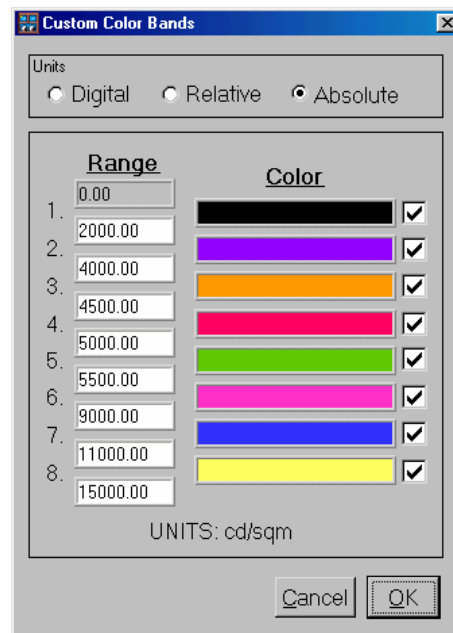 Custom Color Bands
Units
Digital Relative Absolute
Range Color
0.00
1.
2000.00
2.
4000.00
3.
4500.00
4.
5000.00
5.
5500.00
6.
9000.00
7.
11000.00
8.
15000.00
UNITS: cd/sqm
Cancel OK